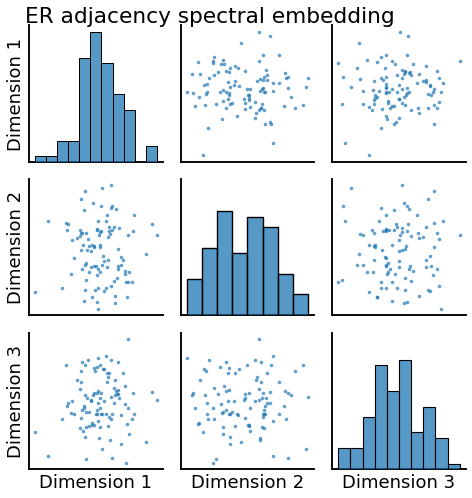 ER adjacency spectral embedding
Dimension 1
Dimension 2
Dimension 3
Dimension 1 Dimension 2 Dimension 3